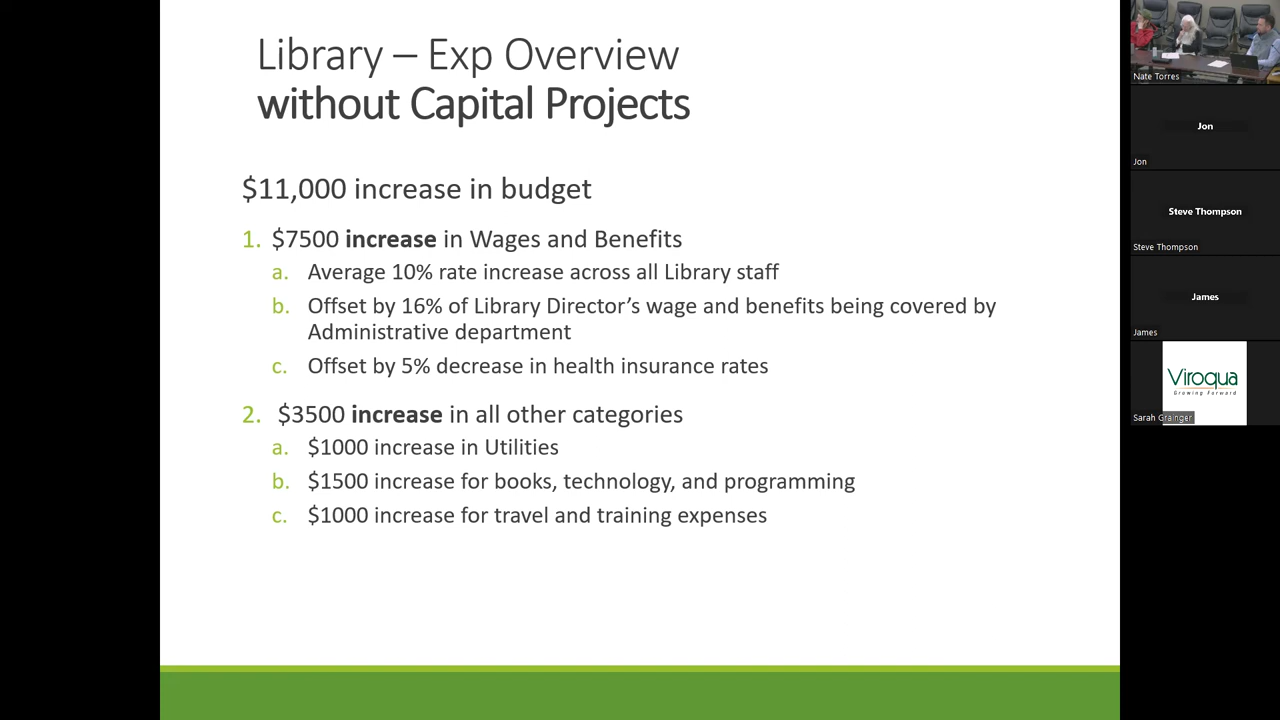 Library – Exp Overview
without Capital Projects
$11,000 increase in budget
1. $7500 increase in Wages and Benefits
a. Average 10% rate increase across all Library staff
b. Offset by 16% of Library Director’s wage and benefits being covered by
Administrative department
c. Offset by 5% decrease in health insurance rates
2. $3500 increase in all other categories
a. $1000 increase in Utilities
b. $1500 increase for books, technology, and programming
c. $1000 increase for travel and training expenses
Nate Torres
Jon
Jon
Steve Thompson
Steve Thompson
James
James
Viroqua
Growing Forward
Sarah Grainger